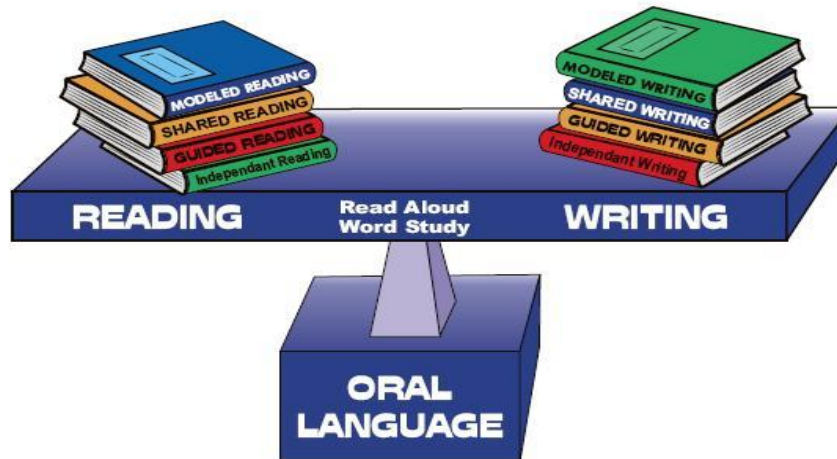 MODELED READING
SHARED READING
GUIDED READING
Independant Reading
MODELED WRITING
SHARED WRITING
GUIDED WRITING
Independant Writing
READING
Read Aloud
Word Study
WRITING
ORAL
LANGUAGE